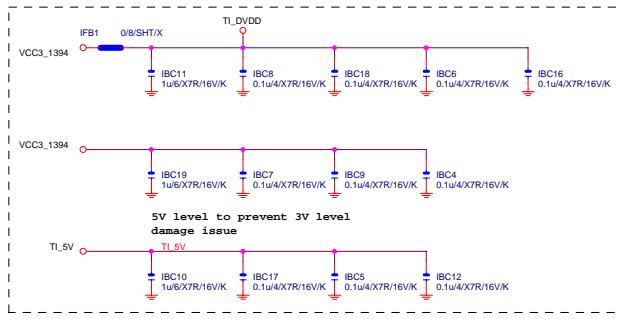 TI_DVDD
IFB1 0/8/SHT/X
VCC3_1394
IBC11 IBC8 IBC18 IBC6 IBC16
1u/6/X7R/16V/K 0.1u/4/X7R/16V/K 0.1u/4/X7R/16V/K 0.1u/4/X7R/16V/K 0.1u/4/X7R/16V/K
VCC3_1394
IBC19 IBC7 IBC9 IBC4
1u/6/X7R/16V/K 0.1u/4/X7R/16V/K 0.1u/4/X7R/16V/K 0.1u/4/X7R/16V/K
5V level to prevent 3V level
damage issue
TI_5V TI_5V
IBC10 IBC17 IBC5 IBC12
1u/6/X7R/16V/K 0.1u/4/X7R/16V/K 0.1u/4/X7R/16V/K 0.1u/4/X7R/16V/K